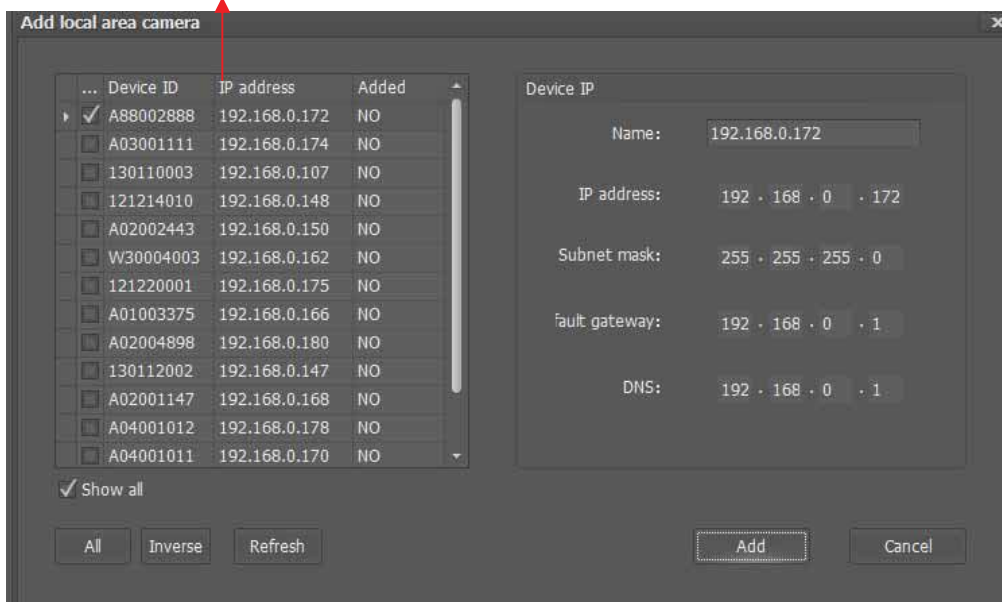 Add local area camera
... Device ID IP address Added
A88002888 192.168.0.172 NO
A03001111 192.168.0.174 NO
130110003 192.168.0.107 NO
121214010 192.168.0.148 NO
A02002443 192.168.0.150 NO
W30004003 192.168.0.162 NO
121220001 192.168.0.175 NO
A01003375 192.168.0.166 NO
A02004898 192.168.0.180 NO
130112002 192.168.0.147 NO
A02001147 192.168.0.168 NO
A04001012 192.168.0.178 NO
A04001011 192.168.0.170 NO
Show all
All Inverse Refresh
Device IP
Name: 192.168.0.172
IP address: 192 . 168 . 0 . 172
Subnet mask: 255 . 255 . 255 . 0
fault gateway: 192 . 168 . 0 . 1
DNS: 192 . 168 . 0 . 1
Add Cancel